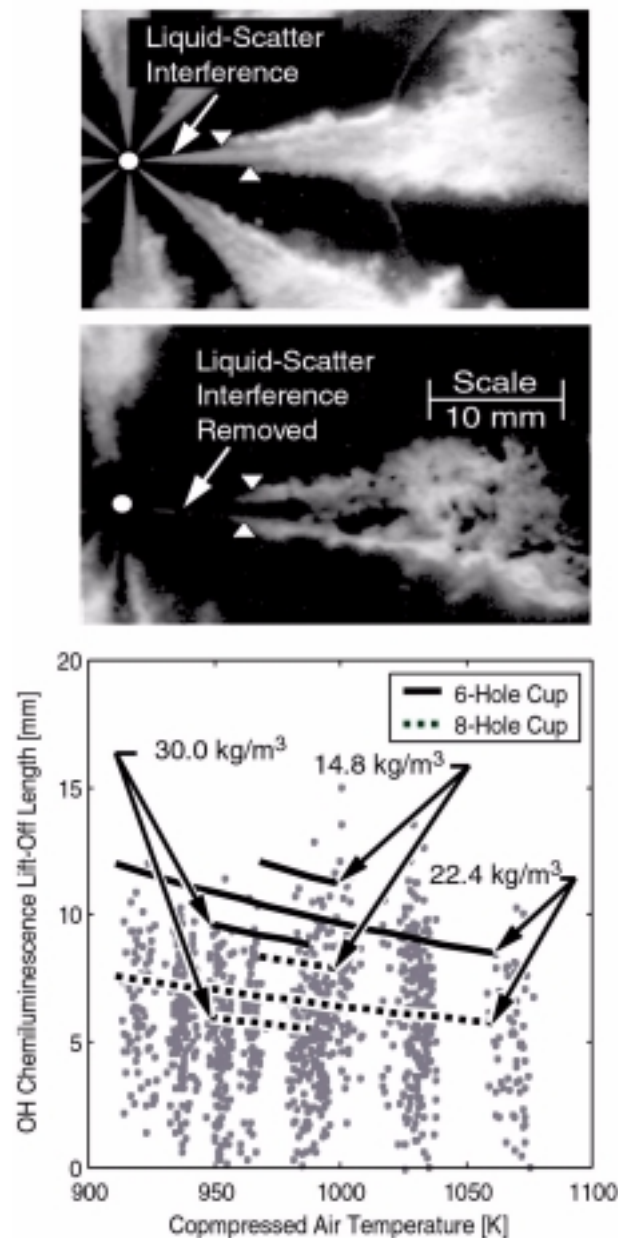 Liquid-Scatter
Interference
Liquid-Scatter
Interference
Removed
Scale
10 mm
20
15
10
5
0
OH Chemiluminescence Lift-Off Length [mm]
6-Hole Cup
8-Hole Cup
30.0 kg/m³
14.8 kg/m³
22.4 kg/m³
900
950
1000
1050
1100
Copmpressed Air Temperature [K]